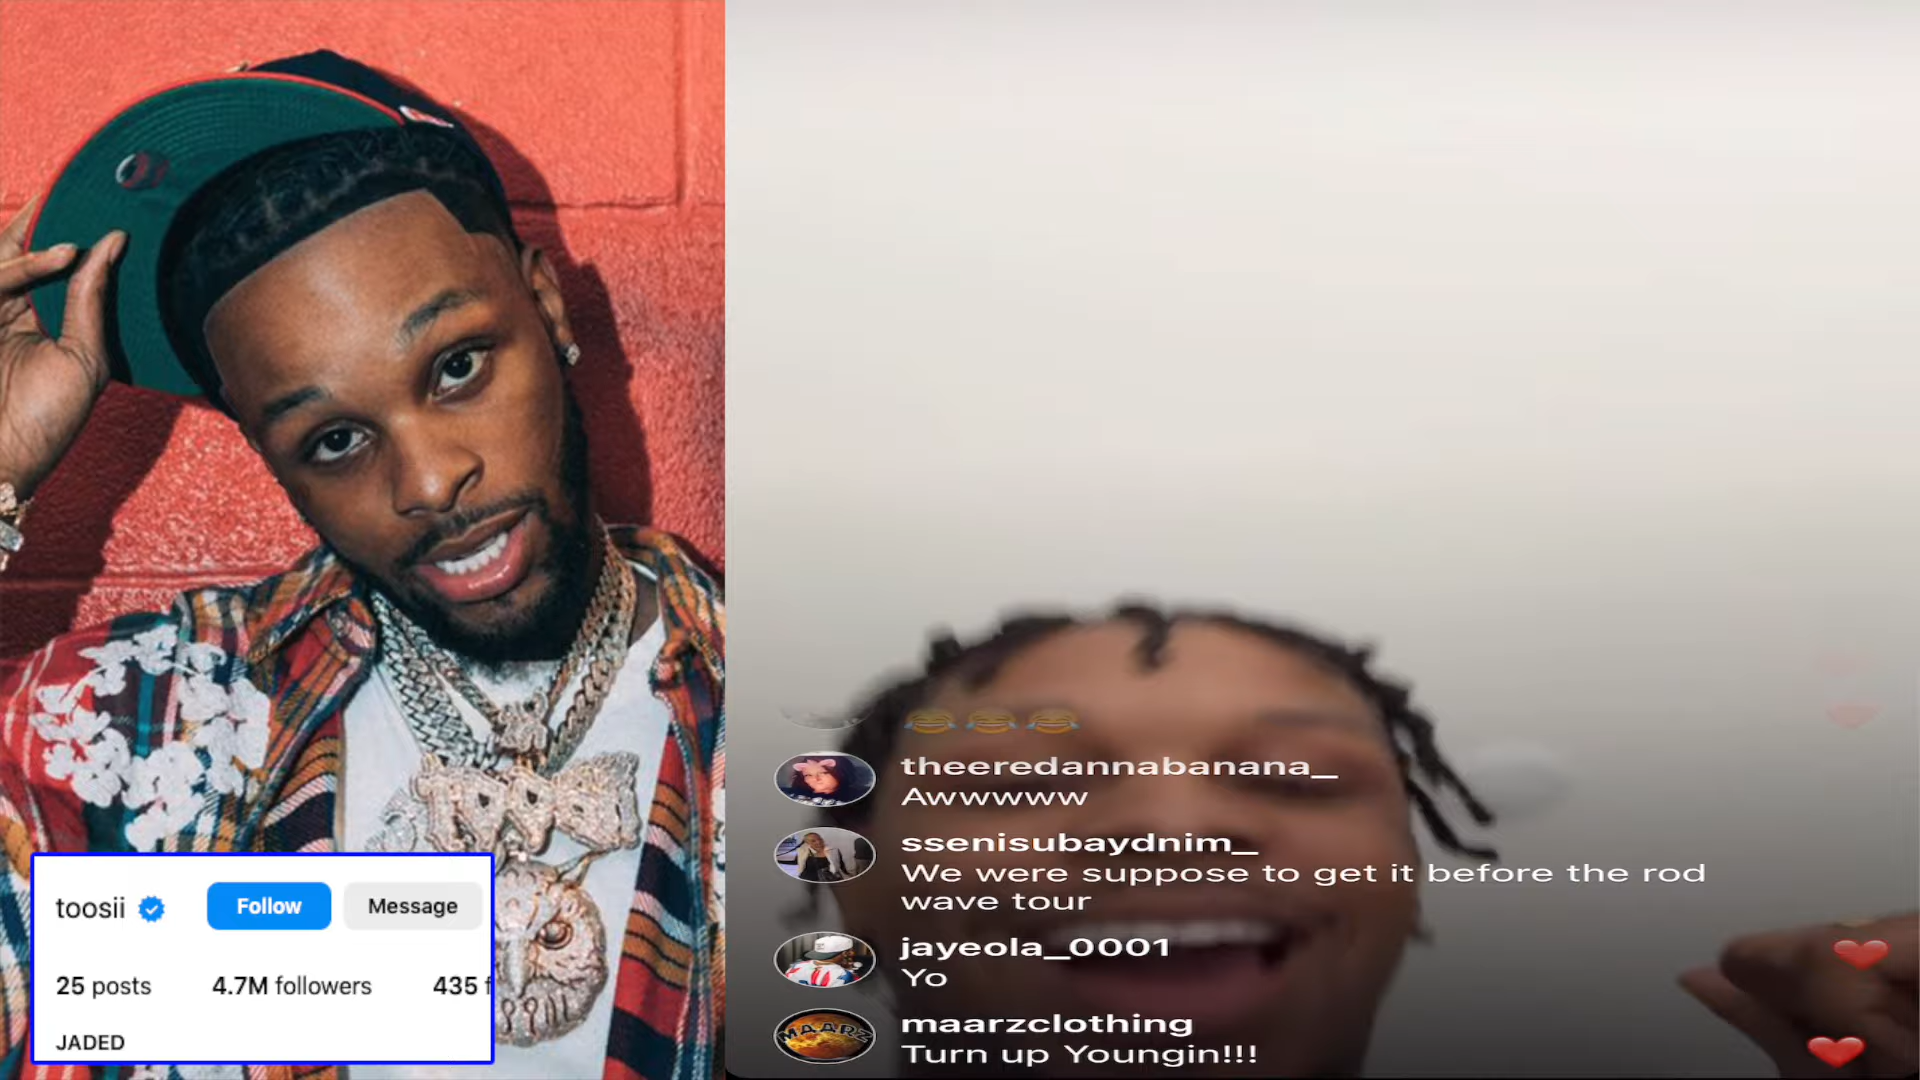 toosii
Follow
Message
25 posts
4.7M followers
435 f
JADED
😂😂😂
theeredannabanana_
Awwwww
ssenisubaydnim_
We were suppose to get it before the rod
wave tour
jayeola_0001
Yo
MAARZ
maarzclothing
Turn up Youngin!!!